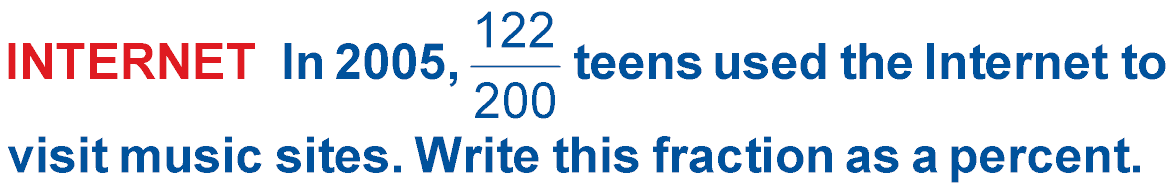 INTERNET In 2005, 122/200 teens used the Internet to
visit music sites. Write this fraction as a percent.